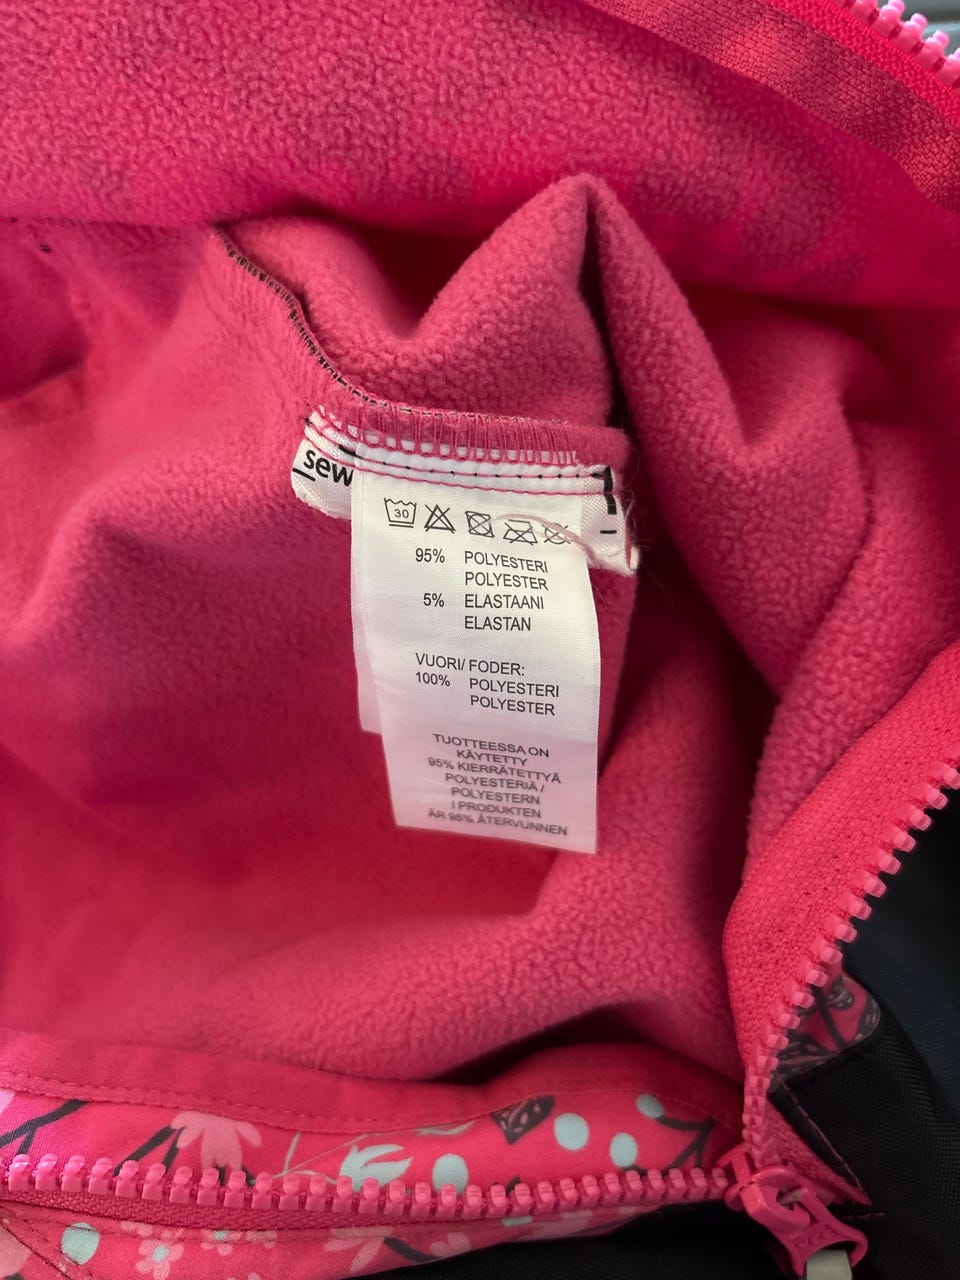 sew
30
95% POLYESTERI
POLYESTER
5% ELASTAANI
ELASTAN
VUORI/ FODER:
100% POLYESTERI
POLYESTER
TUOTTEESSA ON
KÄYTETTY
95% KIERRÄTETTYÄ
POLYESTERIÄ /
POLYESTERN
I PRODUKTEN
ÄR 95% ÅTERVUNNEN